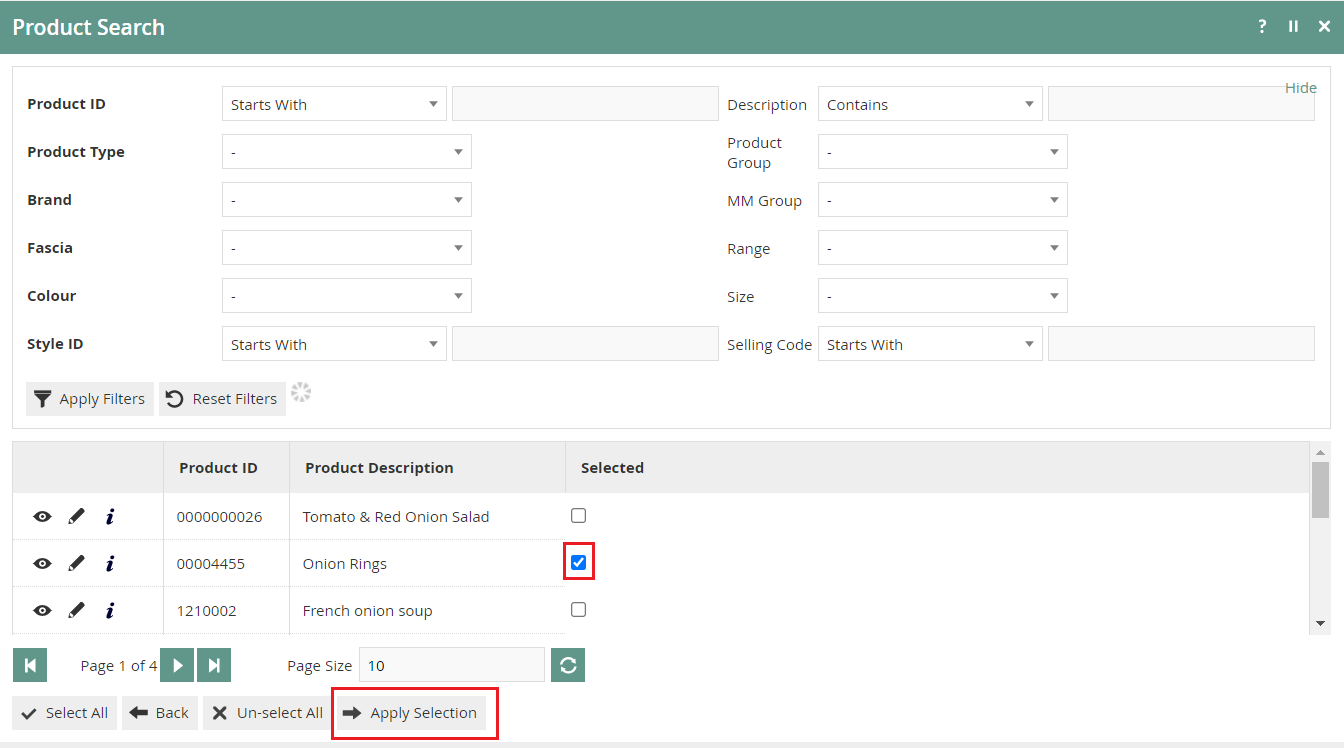 Product Search ?
Hide
Product ID Starts With Description Contains
Product Type - Product Group -
Brand - MM Group -
Fascia - Range -
Colour - Size -
Style ID Starts With Selling Code Starts With
Apply Filters Reset Filters
Product ID Product Description Selected
i 0000000026 Tomato & Red Onion Salad
i 00004455 Onion Rings
i 1210002 French onion soup
Page 1 of 4 Page Size 10
Select All Back Un-select All Apply Selection